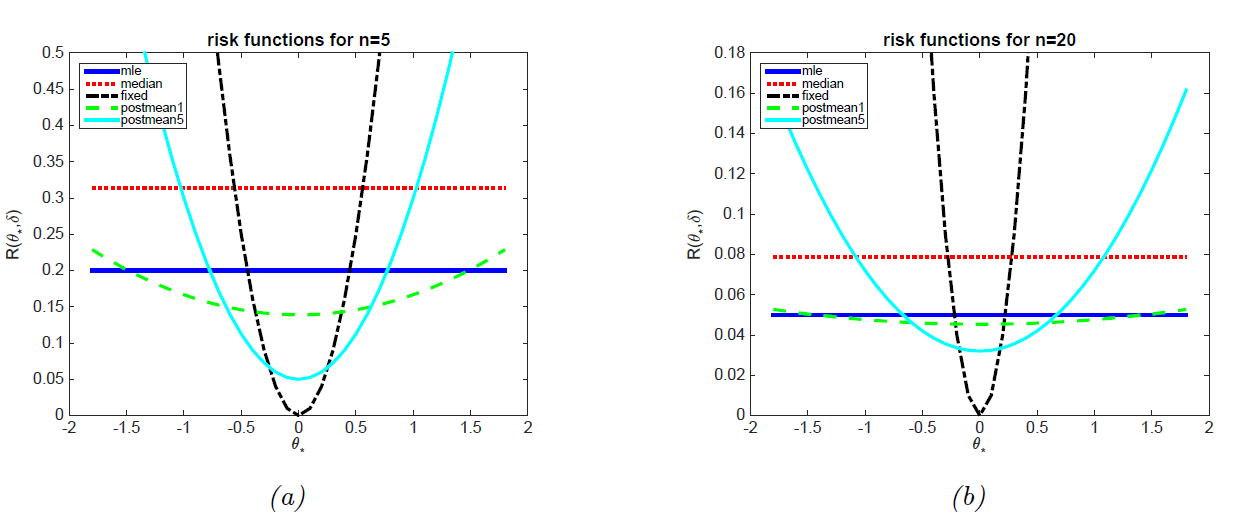 risk functions for n=5
0.5
0.45
0.4
0.35
0.3
0.25
0.2
0.15
0.1
0.05
0
R(θ*,δ)
mle
median
fixed
postmean1
postmean5
-2 -1.5 -1 -0.5 0 0.5 1 1.5 2
θ*
(a)
risk functions for n=20
0.18
0.16
0.14
0.12
0.1
0.08
0.06
0.04
0.02
0
R(θ*,δ)
mle
median
fixed
postmean1
postmean5
-2 -1.5 -1 -0.5 0 0.5 1 1.5 2
θ*
(b)